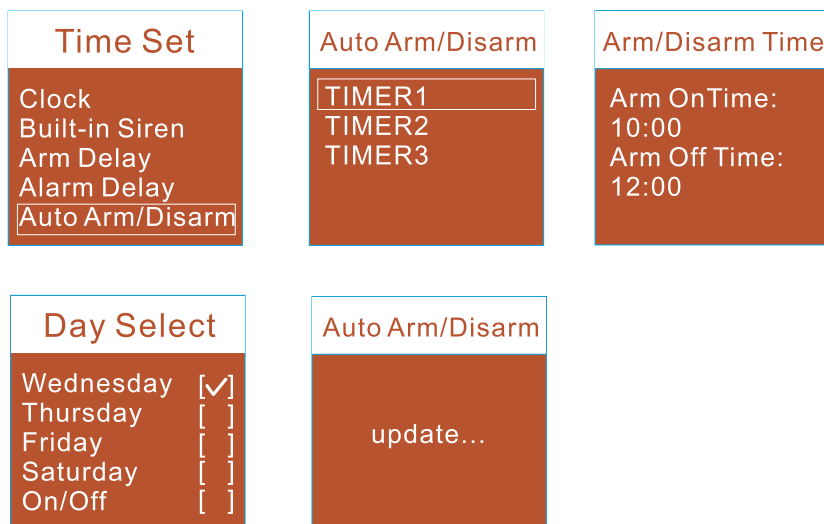 Time Set
Clock
Built-in Siren
Arm Delay
Alarm Delay
Auto Arm/Disarm
Auto Arm/Disarm
TIMER1
TIMER2
TIMER3
Arm/Disarm Time
Arm OnTime:
10:00
Arm Off Time:
12:00
Day Select
Wednesday [✓]
Thursday [ ]
Friday [ ]
Saturday [ ]
On/Off [ ]
Auto Arm/Disarm
update...